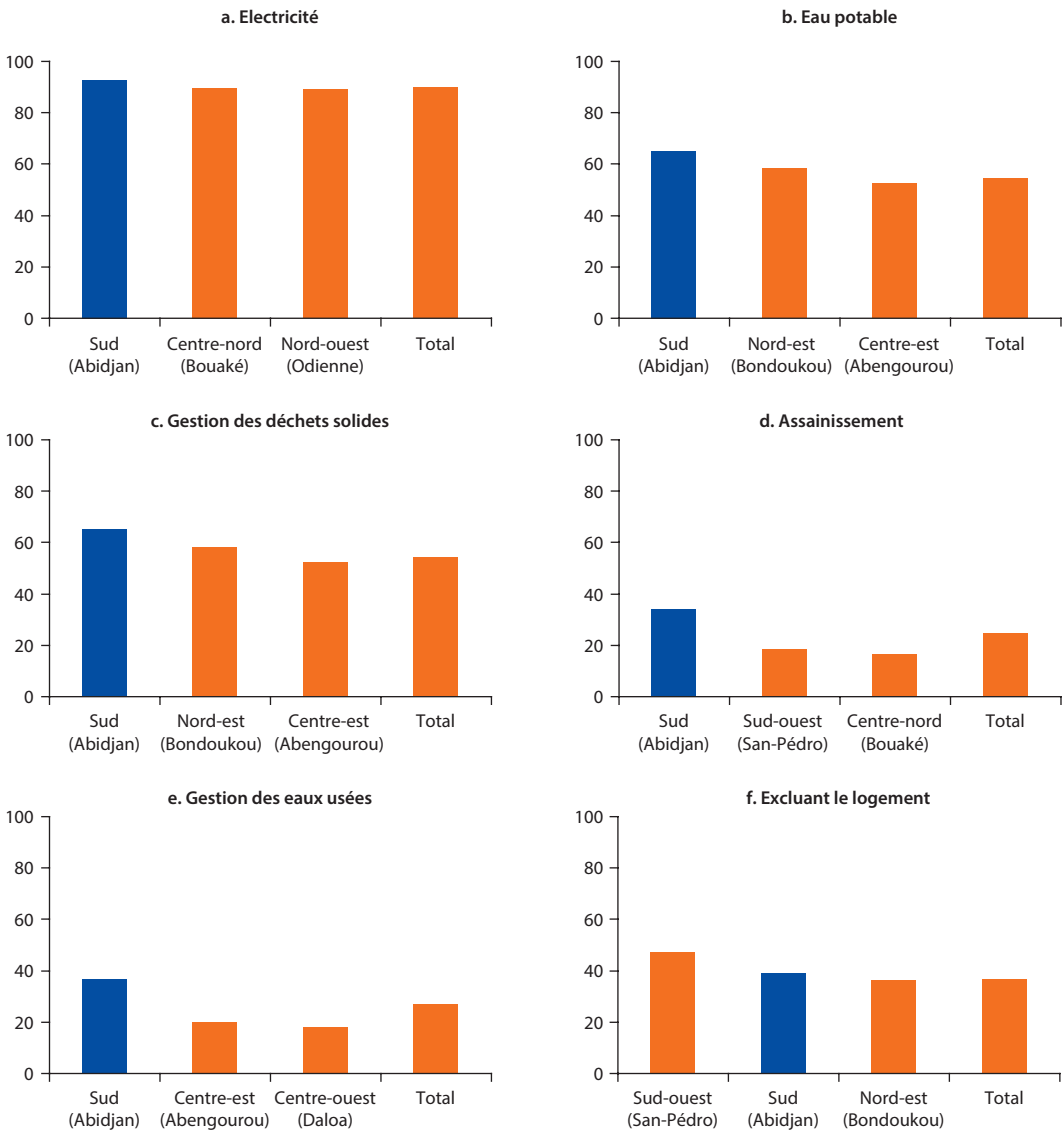 a. Electricité
100
80
60
40
20
0
Sud
(Abidjan)
Centre-nord
(Bouaké)
Nord-ouest
(Odienne)
Total
b. Eau potable
100
80
60
40
20
0
Sud
(Abidjan)
Nord-est
(Bondoukou)
Centre-est
(Abengourou)
Total
c. Gestion des déchets solides
100
80
60
40
20
0
Sud
(Abidjan)
Nord-est
(Bondoukou)
Centre-est
(Abengourou)
Total
d. Assainissement
100
80
60
40
20
0
Sud
(Abidjan)
Sud-ouest
(San-Pédro)
Centre-nord
(Bouaké)
Total
e. Gestion des eaux usées
100
80
60
40
20
0
Sud
(Abidjan)
Centre-est
(Abengourou)
Centre-ouest
(Daloa)
Total
f. Excluant le logement
100
80
60
40
20
0
Sud-ouest
(San-Pédro)
Sud
(Abidjan)
Nord-est
(Bondoukou)
Total